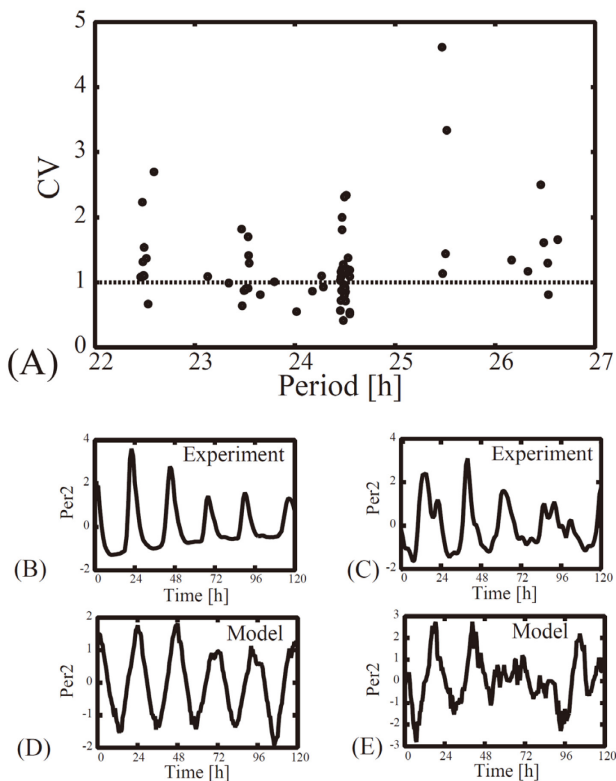 5
4
3
2
1
0
CV
22 23 24 25 26 27
Period [h]
(A)
4
2
0
-2
Per2
Experiment
0 24 48 72 96 120
Time [h]
(B)
4
2
0
-2
Per2
Experiment
0 24 48 72 96 120
Time [h]
(C)
2
1
0
-1
-2
Per2
Model
0 24 48 72 96 120
Time [h]
(D)
3
2
1
0
-1
-2
-3
Per2
Model
0 24 48 72 96 120
Time [h]
(E)